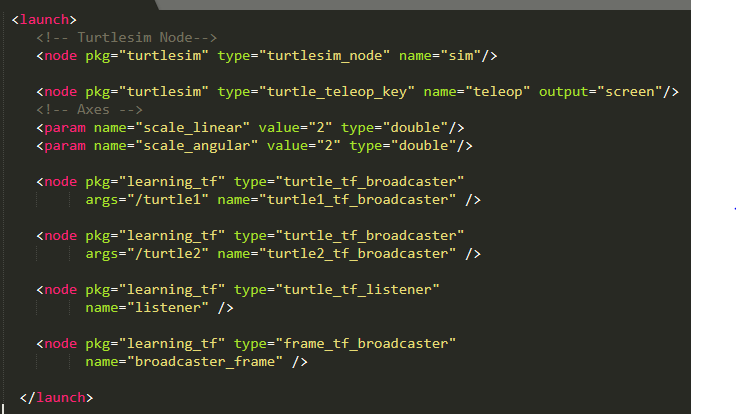 <launch>
<!-- Turtlesim Node-->
<node pkg="turtlesim" type="turtlesim_node" name="sim"/>
<node pkg="turtlesim" type="turtle_teleop_key" name="teleop" output="screen"/>
<!-- Axes -->
<param name="scale_linear" value="2" type="double"/>
<param name="scale_angular" value="2" type="double"/>
<node pkg="learning_tf" type="turtle_tf_broadcaster"
args="/turtle1" name="turtle1_tf_broadcaster" />
<node pkg="learning_tf" type="turtle_tf_broadcaster"
args="/turtle2" name="turtle2_tf_broadcaster" />
<node pkg="learning_tf" type="turtle_tf_listener"
name="listener" />
<node pkg="learning_tf" type="frame_tf_broadcaster"
name="broadcaster_frame" />
</launch>